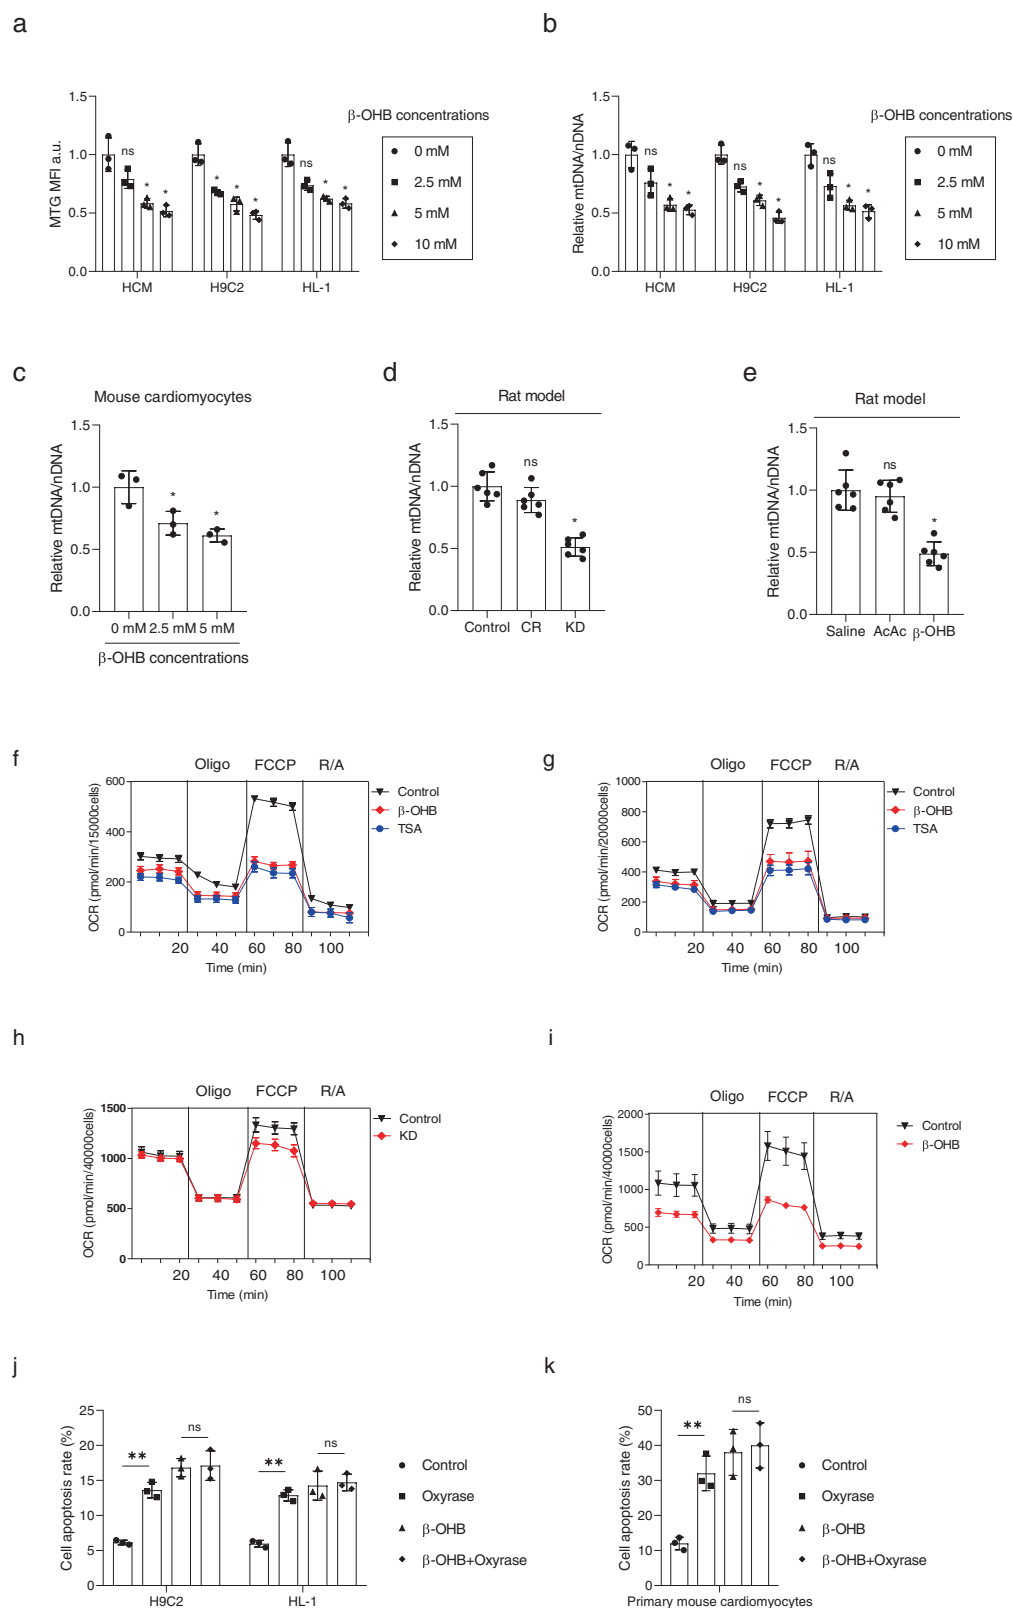 a
b
1.5
1.0
0.5
0.0
MTG MFI a.u.
ns
*
*
*
*
*
ns
*
*
HCM
H9C2
HL-1
β-OHB concentrations
0 mM
2.5 mM
5 mM
10 mM
1.5
1.0
0.5
0.0
Relative mtDNA/nDNA
ns
*
*
ns
*
*
ns
*
*
HCM
H9C2
HL-1
β-OHB concentrations
0 mM
2.5 mM
5 mM
10 mM
c
Mouse cardiomyocytes
1.5
1.0
0.5
0.0
Relative mtDNA/nDNA
*
*
0 mM 2.5 mM 5 mM
β-OHB concentrations
d
Rat model
1.5
1.0
0.5
0.0
Relative mtDNA/nDNA
ns
*
Control CR KD
e
Rat model
1.5
1.0
0.5
0.0
Relative mtDNA/nDNA
ns
*
Saline AcAc β-OHB
f
Oligo FCCP R/A
600
400
200
0
OCR (pmol/min/15000cells)
20 40 60 80 100
Time (min)
Control
β-OHB
TSA
g
Oligo FCCP R/A
1000
800
600
400
200
0
OCR (pmol/min/20000cells)
20 40 60 80 100
Time (min)
Control
β-OHB
TSA
h
Oligo FCCP R/A
1500
1000
500
0
OCR (pmol/min/40000cells)
20 40 60 80 100
Time (min)
Control
KD
i
Oligo FCCP R/A
2000
1500
1000
500
0
OCR (pmol/min/40000cells)
20 40 60 80 100
Time (min)
Control
β-OHB
j
25
20
15
10
5
0
Cell apoptosis rate (%)
**
ns
**
ns
H9C2
HL-1
Control
Oxyrase
β-OHB
β-OHB+Oxyrase
k
50
40
30
20
10
0
Cell apoptosis rate (%)
**
ns
Primary mouse cardiomyocytes
Control
Oxyrase
β-OHB
β-OHB+Oxyrase